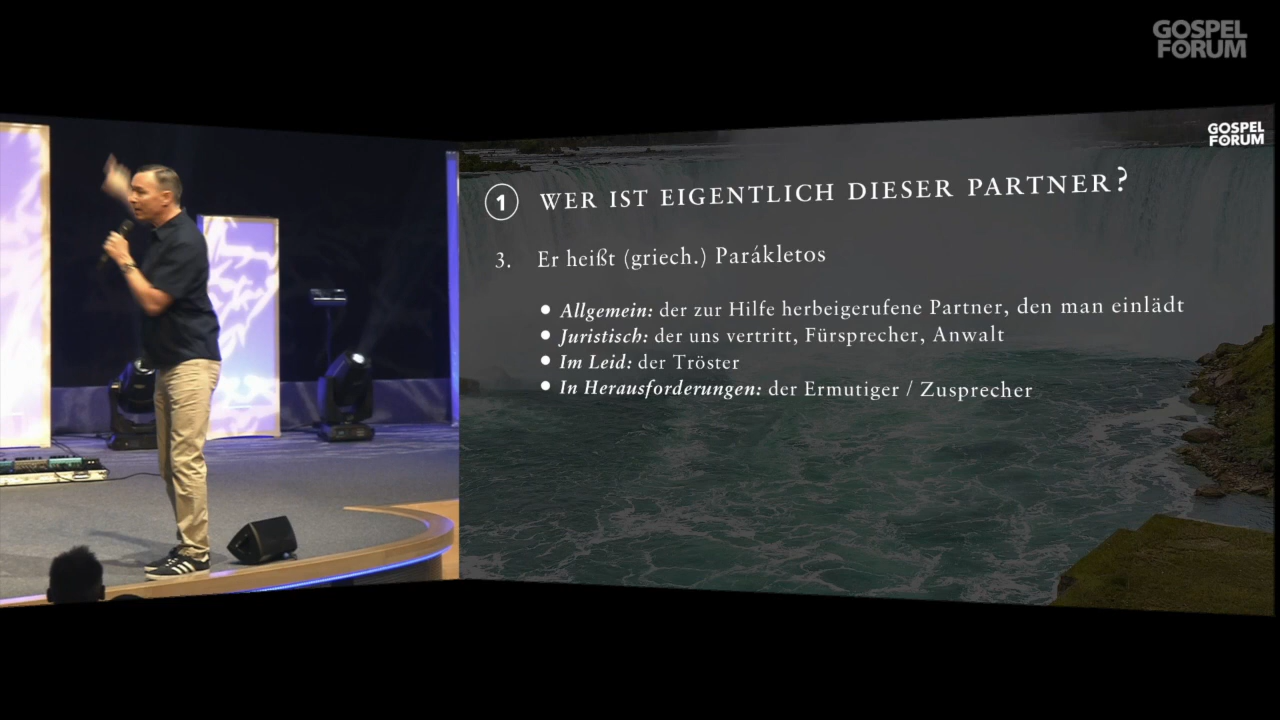 GOSPEL
FORUM
GOSPEL
FORUM
1 WER IST EIGENTLICH DIESER PARTNER?
3. Er heißt (griech.) Parákletos
• Allgemein: der zur Hilfe herbeigerufene Partner, den man einlädt
• Juristisch: der uns vertritt, Fürsprecher, Anwalt
• Im Leid: der Tröster
• In Herausforderungen: der Ermutiger / Zusprecher